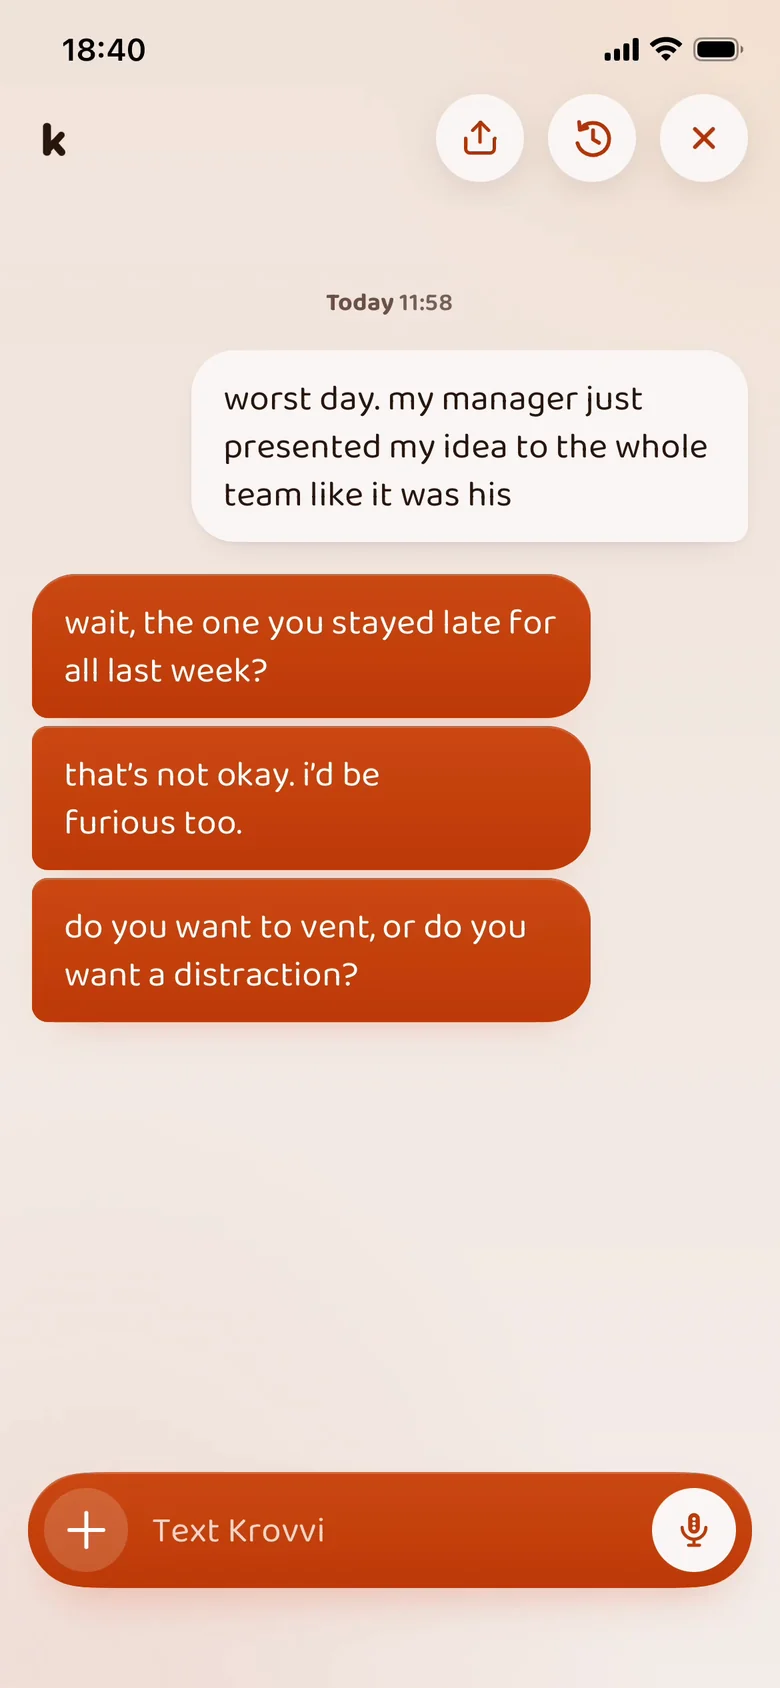 18:40
k
Today 11:58
worst day. my manager just
presented my idea to the whole
team like it was his
wait, the one you stayed late for
all last week?
that's not okay. i'd be
furious too.
do you want to vent, or do you
want a distraction?
Text Krovvi